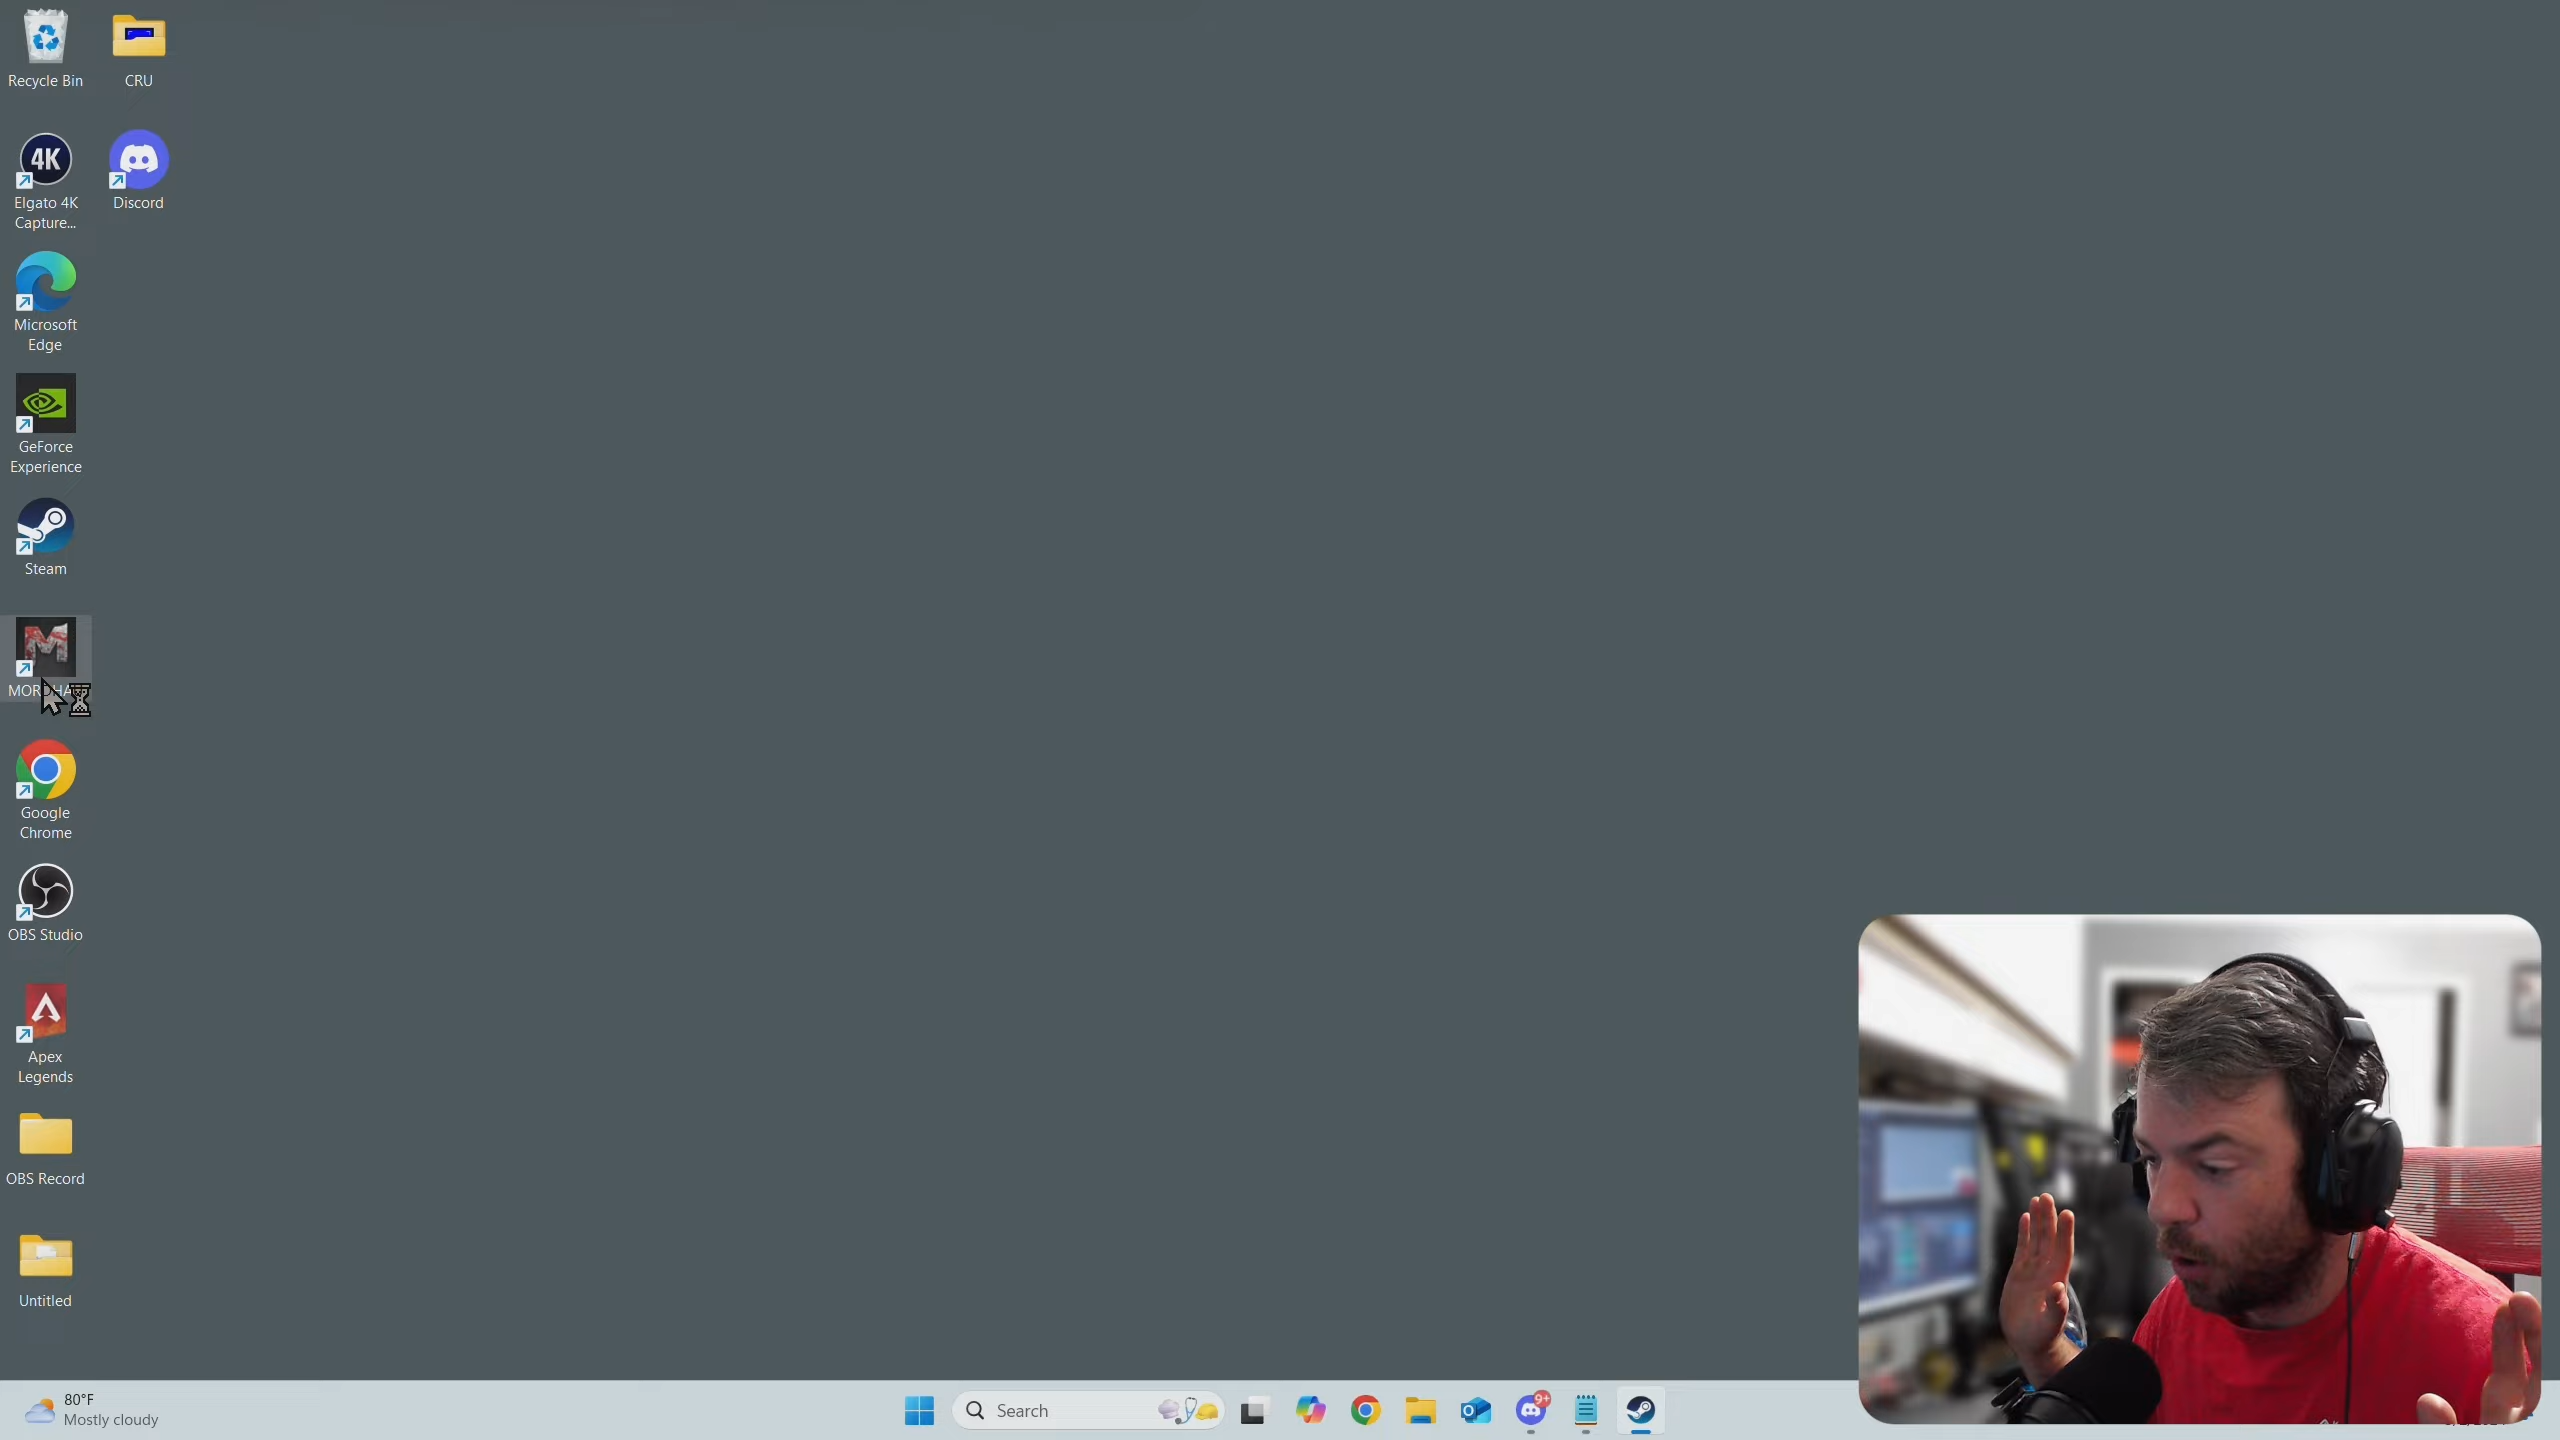 Recycle Bin
CRU
4K
Elgato 4K
Capture...
Discord
Microsoft
Edge
GeForce
Experience
Steam
M
Google
Chrome
OBS Studio
Apex
Legends
OBS Record
Untitled
80°F
Mostly cloudy
Search
9+